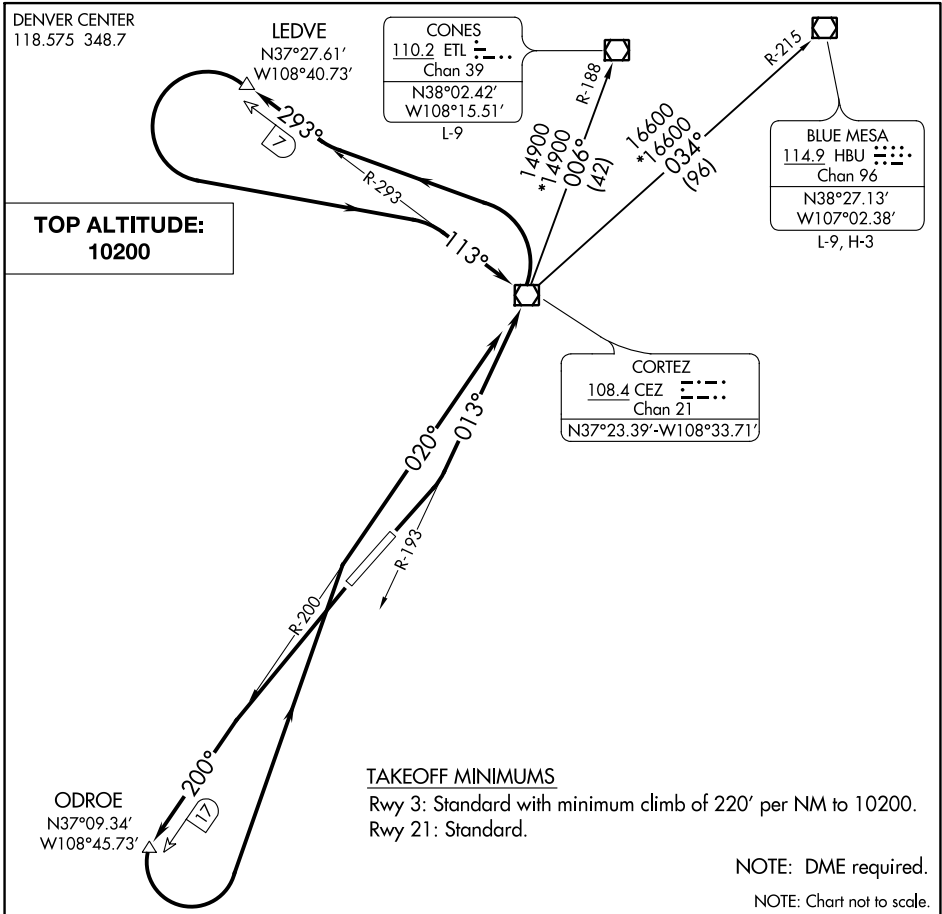 DENVER CENTER
118.575 348.7
LEDVE
N37°27.61'
W108°40.73'
CONES
110.2 ETL
Chan 39
N38°02.42'
W108°15.51'
L-9
R-188
R-215
BLUE MESA
114.9 HBU
Chan 96
N38°27.13'
W107°02.38'
L-9, H-3
14900
*14900
006°
(42)
16600
*16600
034°
(96)
293°
7
R-293
113°
TOP ALTITUDE:
10200
CORTEZ
108.4 CEZ
Chan 21
N37°23.39'-W108°33.71'
020°
013°
R-193
R-200
200°
17
ODROE
N37°09.34'
W108°45.73'
TAKEOFF MINIMUMS
Rwy 3: Standard with minimum climb of 220' per NM to 10200.
Rwy 21: Standard.
NOTE: DME required.
NOTE: Chart not to scale.